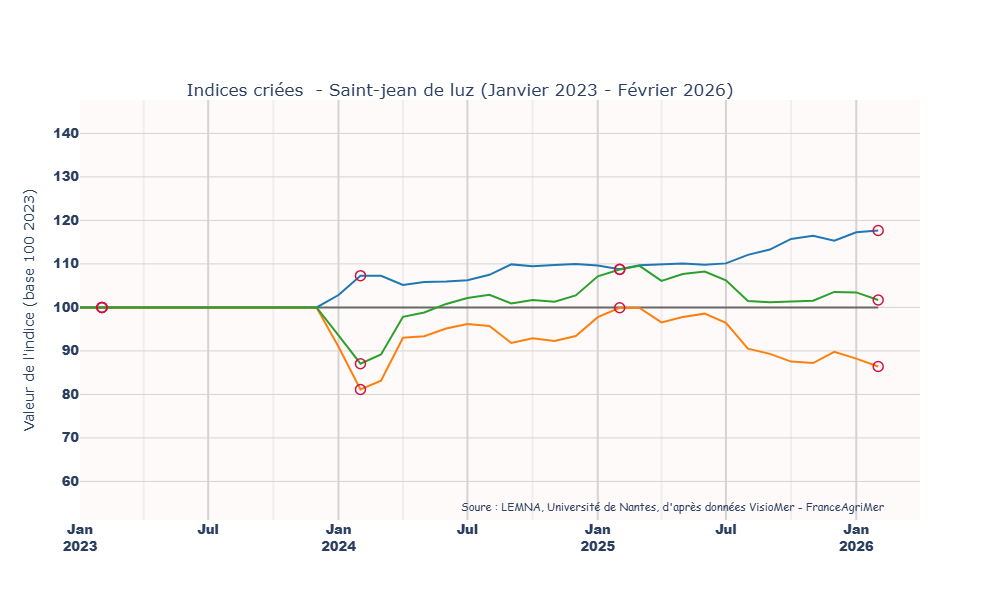 Indices criées  - Saint-jean de luz (Janvier 2023 - Février 2026)
Valeur de l'indice (base 100 2023)
140
130
120
110
100
90
80
70
60
Soure : LEMNA, Université de Nantes, d'après données VisioMer - FranceAgriMer
Jan Jul Jan Jul Jan Jul Jan
2023 2024 2025 2026